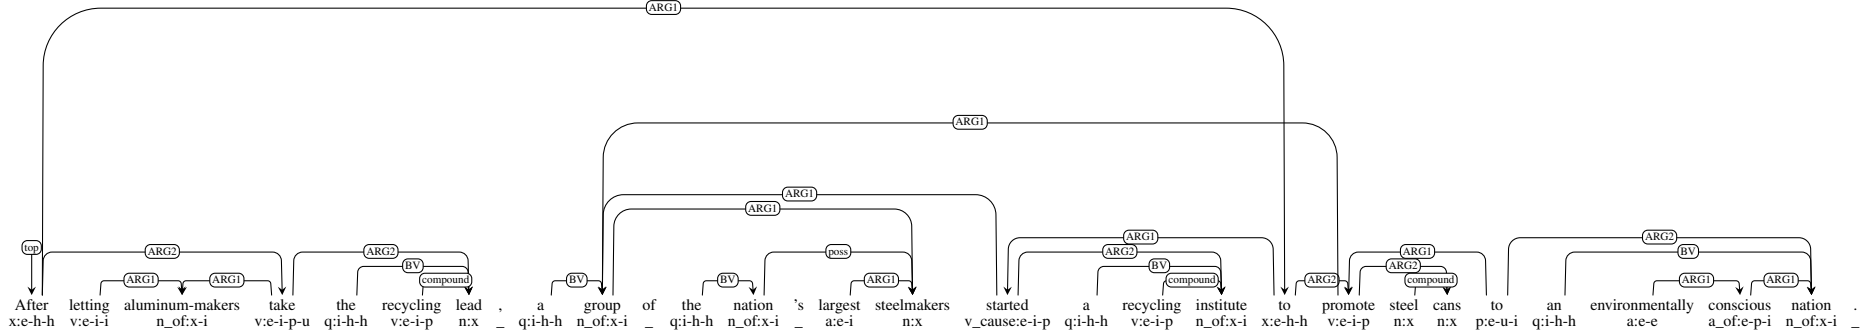 ARG1
ARG1
ARG1
ARG1
top ARG2 ARG2 poss ARG1 ARG2 ARG1 ARG2 BV
BV BV ARG2
ARG1 ARG1 compound BV BV ARG1 compound ARG2 compound ARG1 ARG1
After letting aluminum-makers take the recycling lead , a group of the nation 's largest steelmakers started a recycling institute to promote steel cans to an environmentally conscious nation .
x:e-h-h v:e-i-i n_of:x-i v:e-i-p-u q:i-h-h v:e-i-p n:x _ q:i-h-h n_of:x-i _ q:i-h-h n_of:x-i _ a:e-i n:x v_cause:e-i-p q:i-h-h v:e-i-p n_of:x-i x:e-h-h v:e-i-p n:x n:x p:e-u-i q:i-h-h a:e-e a_of:e-p-i n_of:x-i _